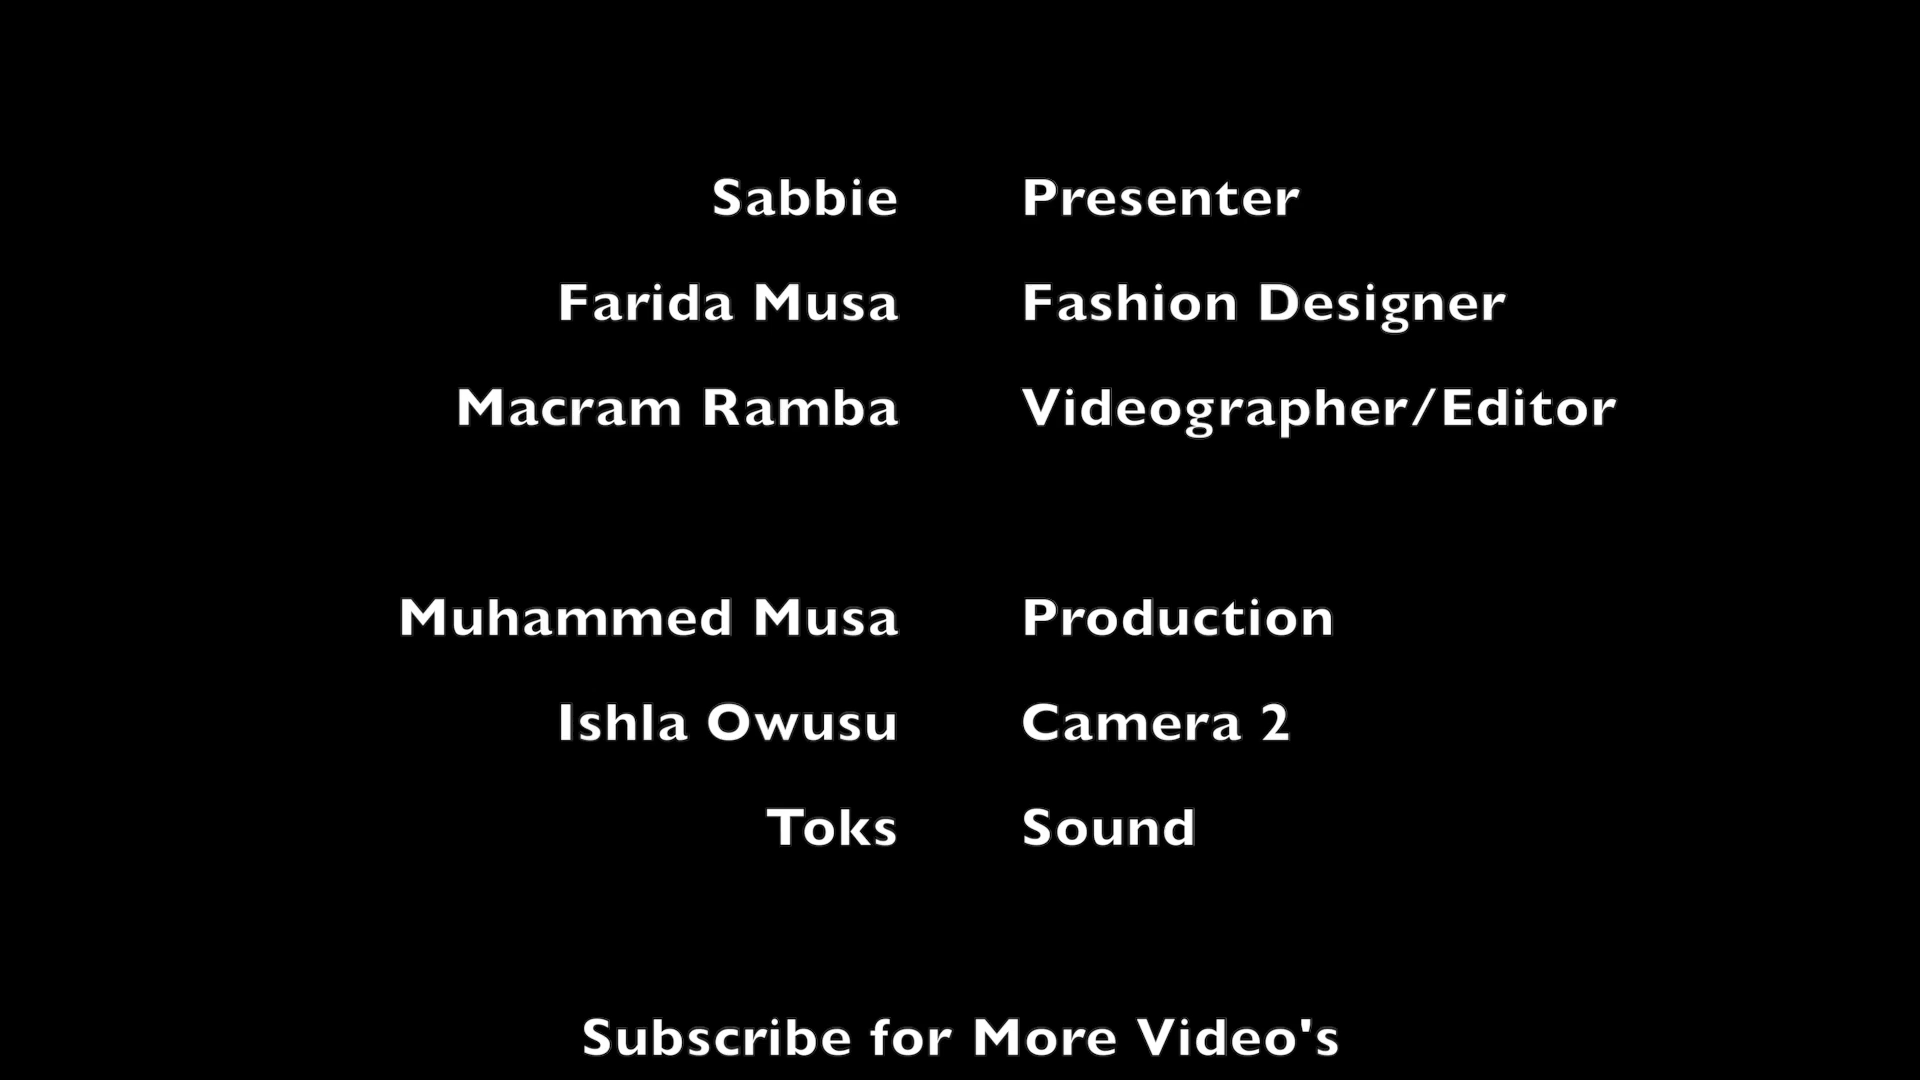 Sabbie Presenter
Farida Musa Fashion Designer
Macram Ramba Videographer/Editor
Muhammed Musa Production
Ishla Owusu Camera 2
Toks Sound
Subscribe for More Video's